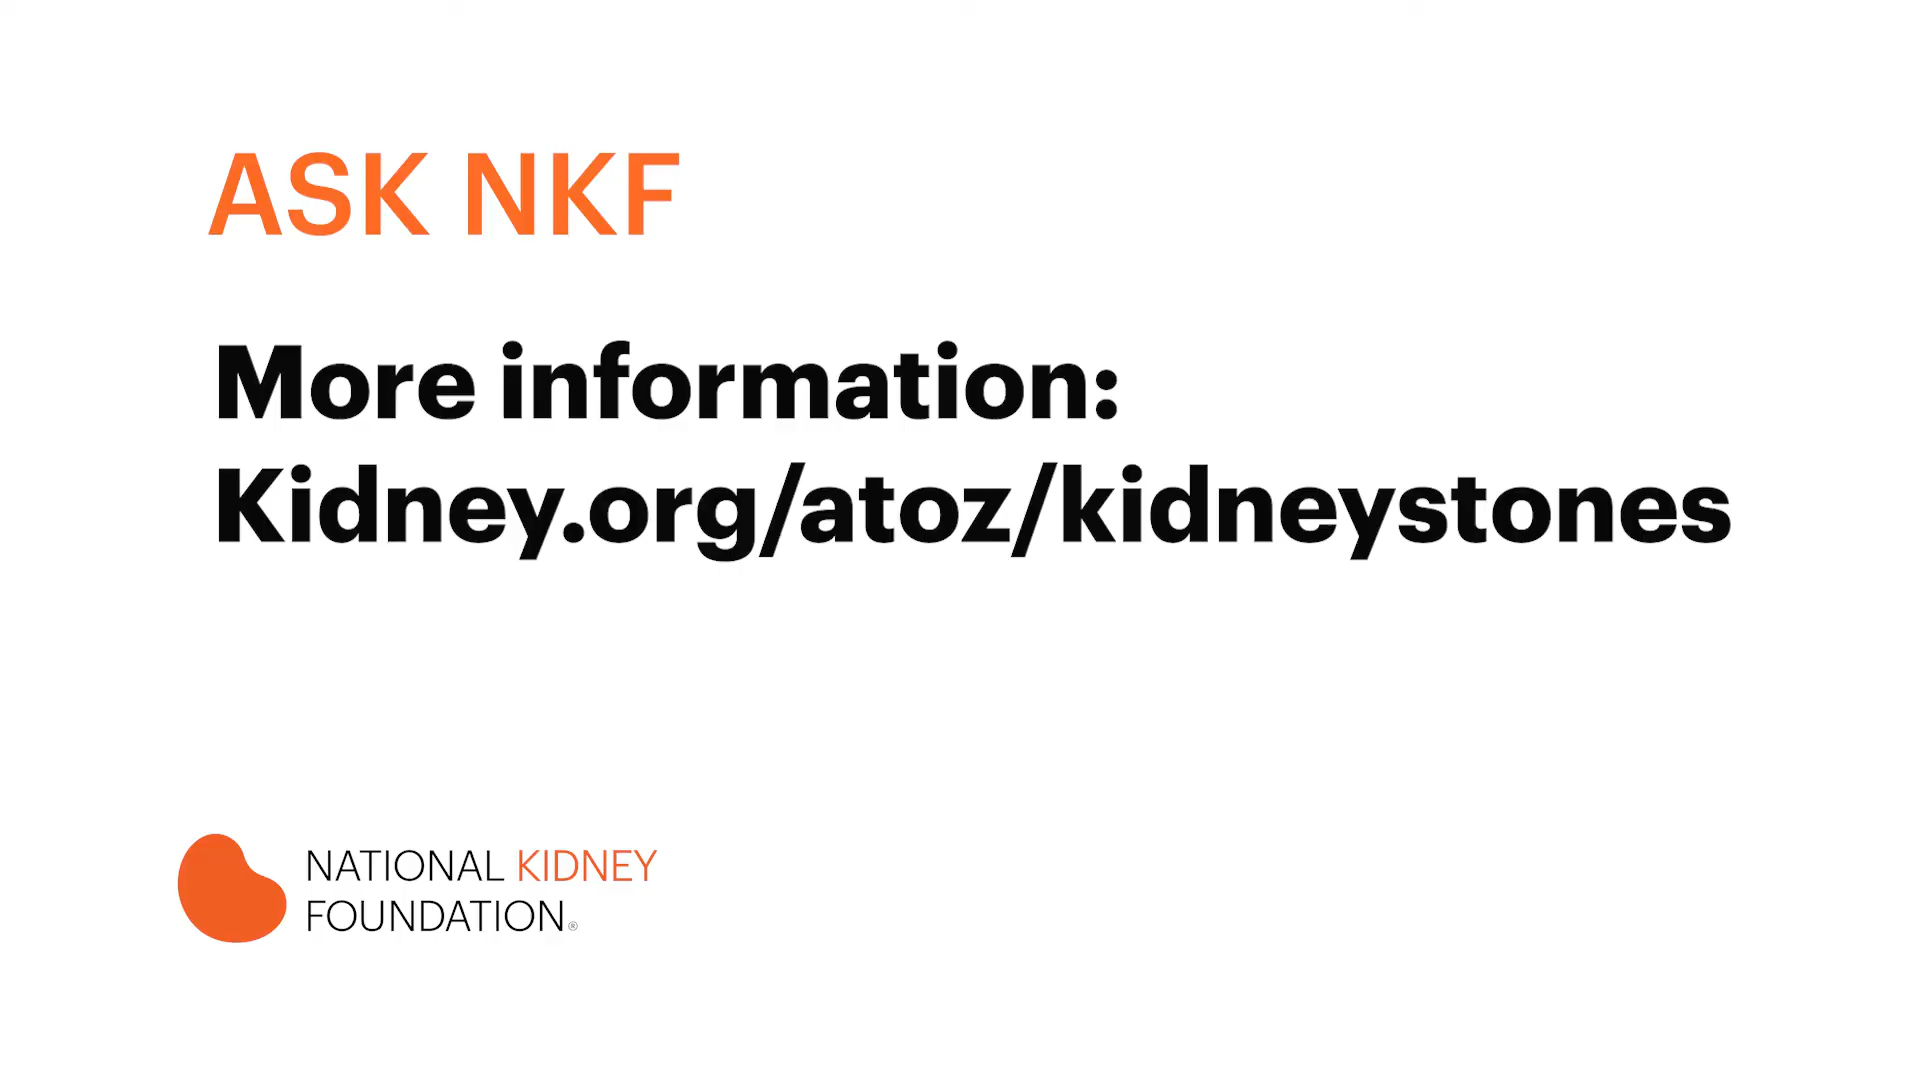 ASK NKF
More information:
Kidney.org/atoz/kidneystones
NATIONAL KIDNEY
FOUNDATION®